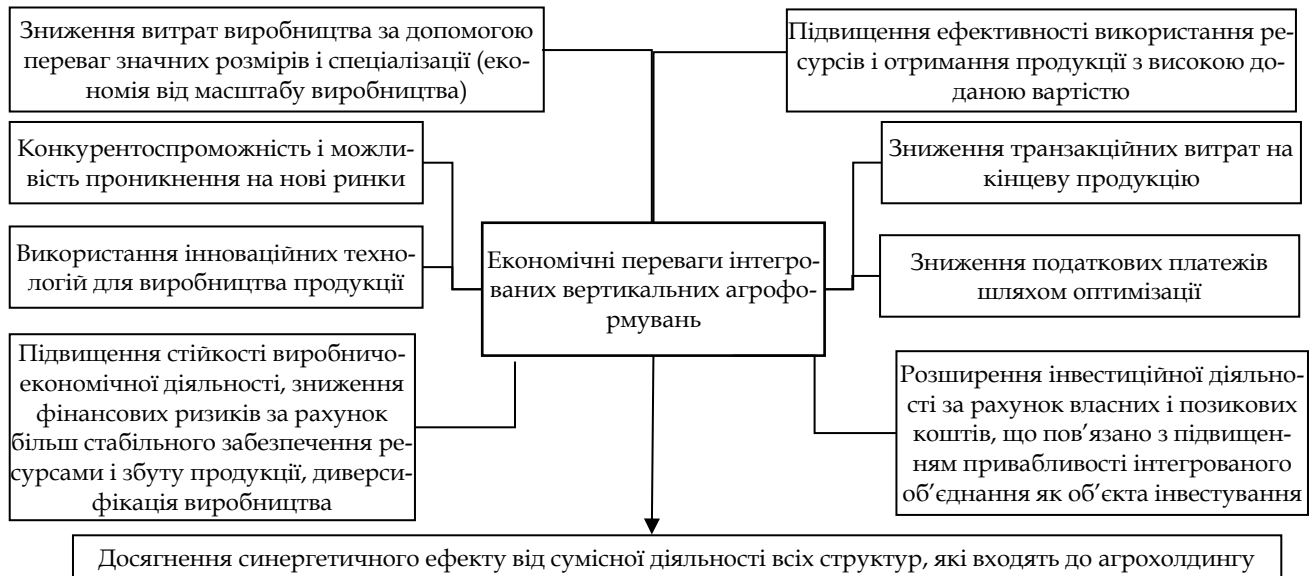 Зниження витрат виробництва за допомогою
переваг значних розмірів і спеціалізації (еко-
номія від масштабу виробництва)
Підвищення ефективності використання ре-
сурсів і отримання продукції з високою до-
даною вартістю
Конкурентоспроможність і можли-
вість проникнення на нові ринки
Зниження транзакційних витрат на
кінцеву продукцію
Використання інноваційних техно-
логій для виробництва продукції
Економічні переваги інтегро-
ваних вертикальних агрофо-
рмувань
Зниження податкових платежів
шляхом оптимізації
Підвищення стійкості виробничо-
економічної діяльності, зниження
фінансових ризиків за рахунок
більш стабільного забезпечення ре-
сурсами і збуту продукції, диверси-
фікація виробництва
Розширення інвестиційної діяльно-
сті за рахунок власних і позикових
коштів, що пов’язано з підвищен-
ням привабливості інтегрованого
об’єднання як об’єкта інвестування
Досягнення синергетичного ефекту від сумісної діяльності всіх структур, які входять до агрохолдингу